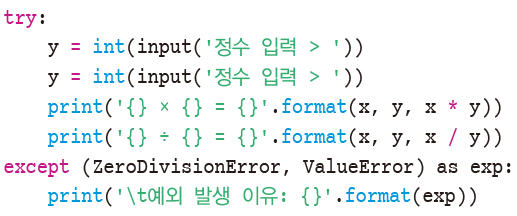 try:
    y = int(input('정수 입력 > '))
    y = int(input('정수 입력 > '))
    print('{} × {} = {}'.format(x, y, x * y))
    print('{} ÷ {} = {}'.format(x, y, x / y))
except (ZeroDivisionError, ValueError) as exp:
    print('\t예외 발생 이유: {}'.format(exp))